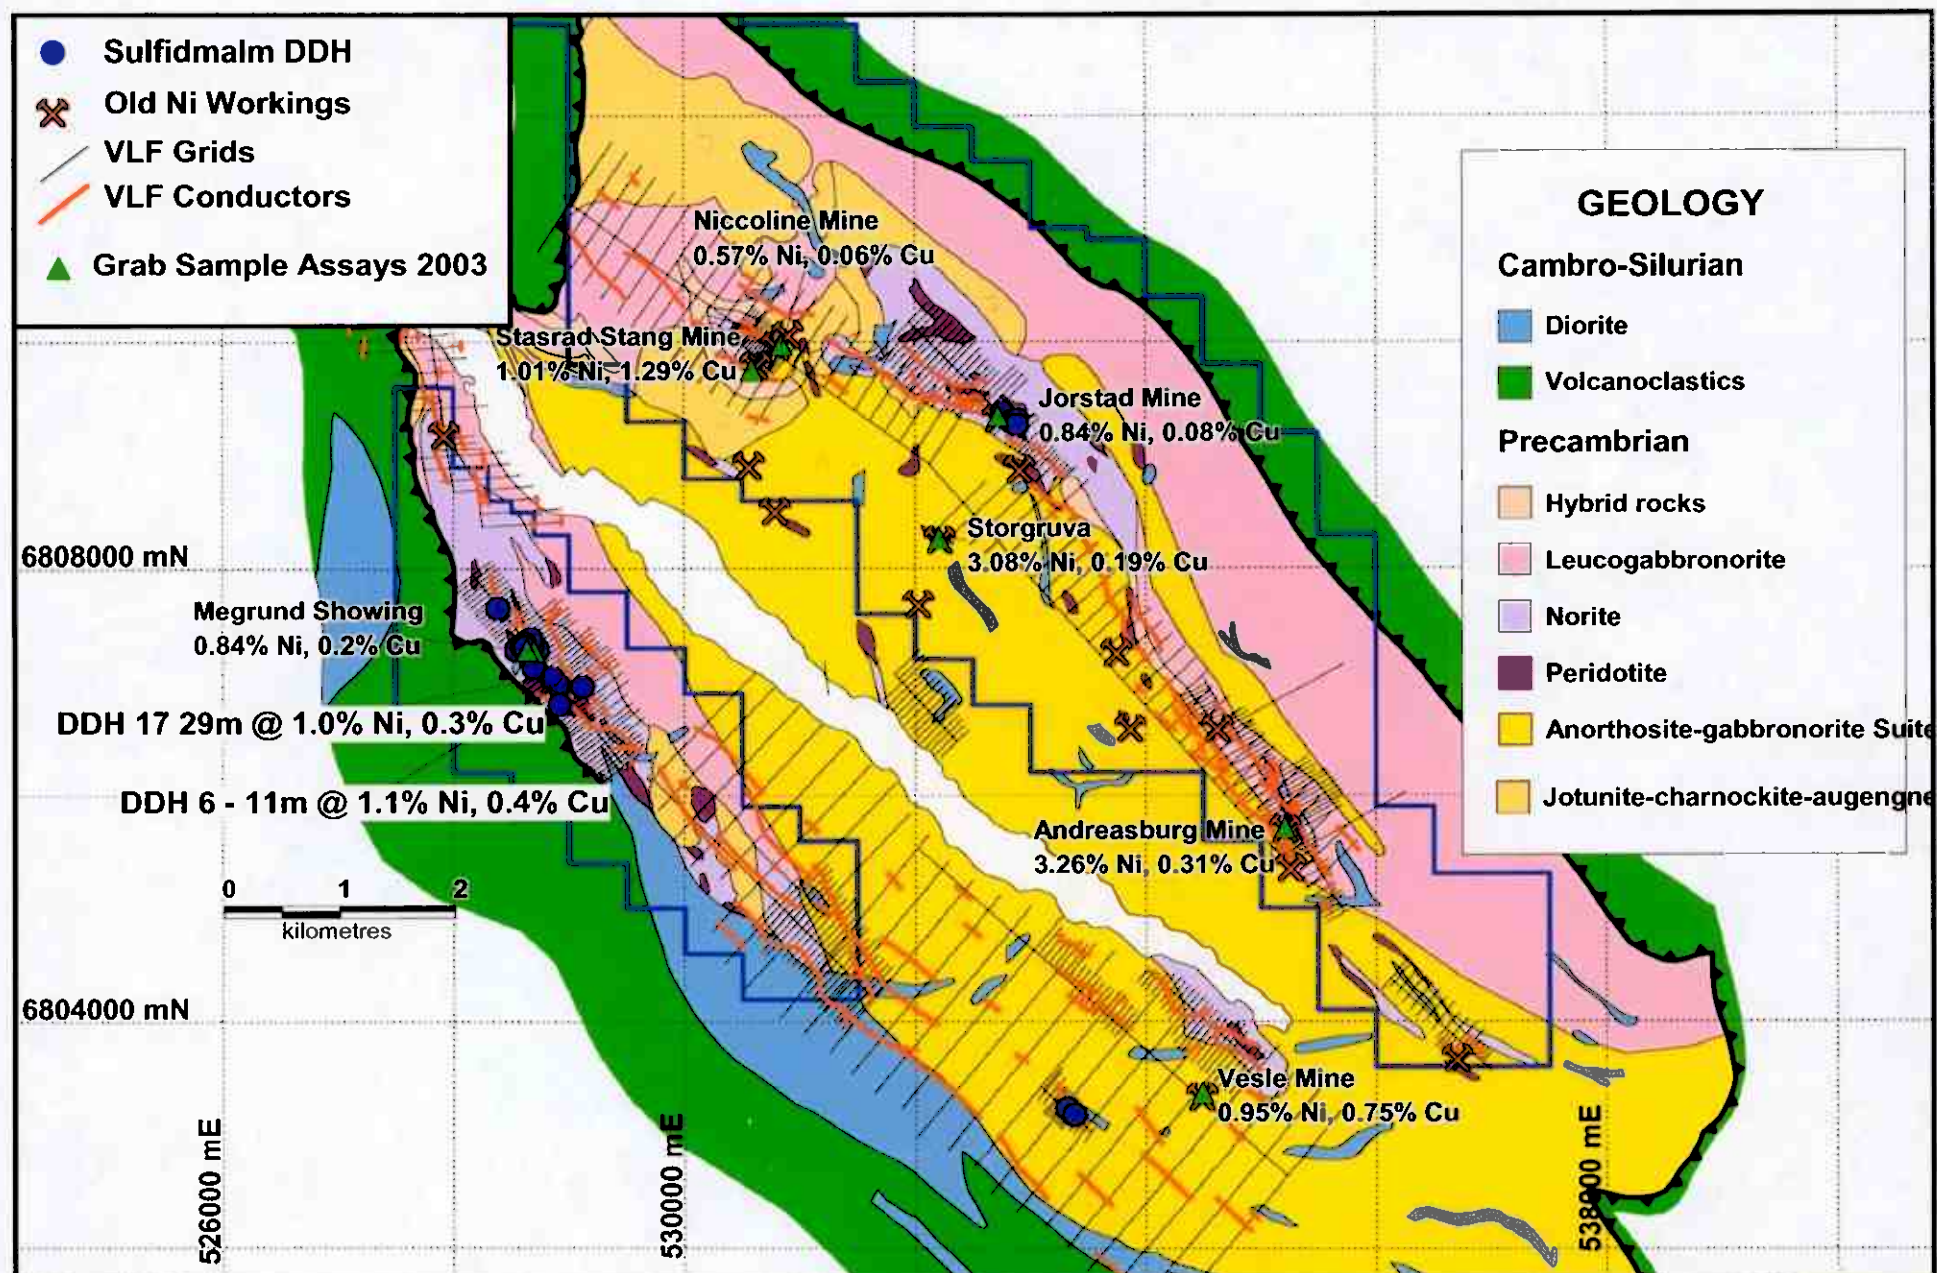 Sulfidmalm DDH
Old Ni Workings
VLF Grids
VLF Conductors
Grab Sample Assays 2003
GEOLOGY
Cambro-Silurian
Diorite
Volcanoclastics
Precambrian
Hybrid rocks
Leucogabbronorite
Norite
Peridotite
Anorthosite-gabbronorite Suite
Jotunite-charnockite-augengne
Niccoline Mine
0.57% Ni, 0.06% Cu
Stasrad Stang Mine
1.01% Ni, 1.29% Cu
Jorstad Mine
0.84% Ni, 0.08% Cu
Storgruva
3.08% Ni, 0.19% Cu
6808000 mN
Megrund Showing
0.84% Ni, 0.2% Cu
DDH 17 29m @ 1.0% Ni, 0.3% Cu
DDH 6 - 11m @ 1.1% Ni, 0.4% Cu
Andreasburg Mine
3.26% Ni, 0.31% Cu
0 1 2
kilometres
6804000 mN
Vesle Mine
0.95% Ni, 0.75% Cu
526000 mE
530000 mE
538000 mE